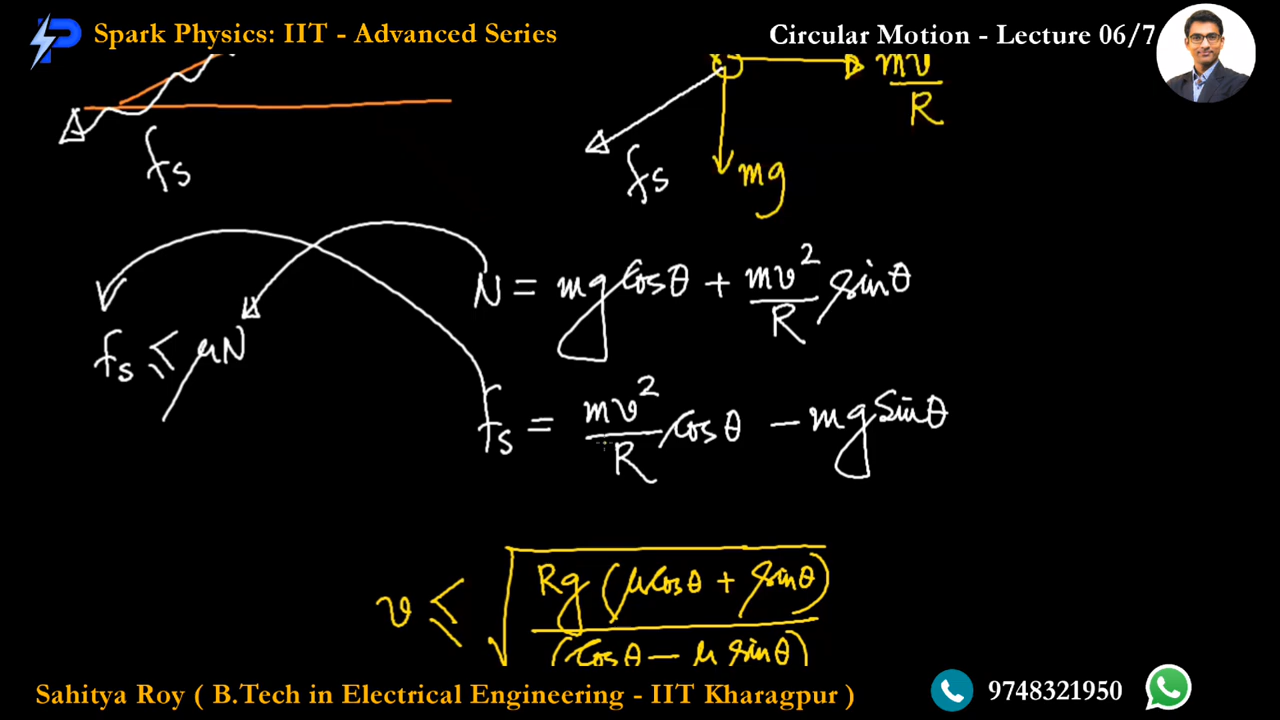 Spark Physics: IIT - Advanced Series
Circular Motion - Lecture 06/7
fs
fs
mg
mv
R
N = mg cosθ + mv²/R sinθ
fs ≤ μN
fs = mv²/R cosθ - mg sinθ
v ≤ √(Rg (μcosθ + sinθ) / (cosθ - μ sinθ))
Sahitya Roy ( B.Tech in Electrical Engineering - IIT Kharagpur )
9748321950